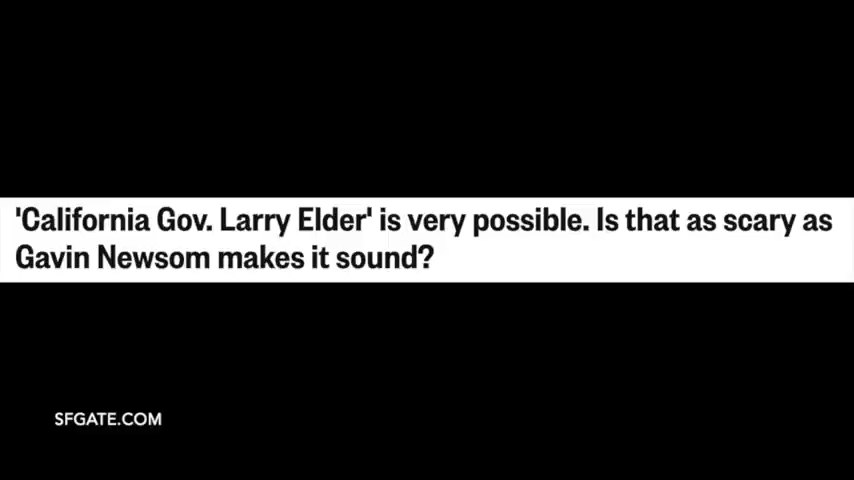 'California Gov. Larry Elder' is very possible. Is that as scary as
Gavin Newsom makes it sound?
SFGATE.COM